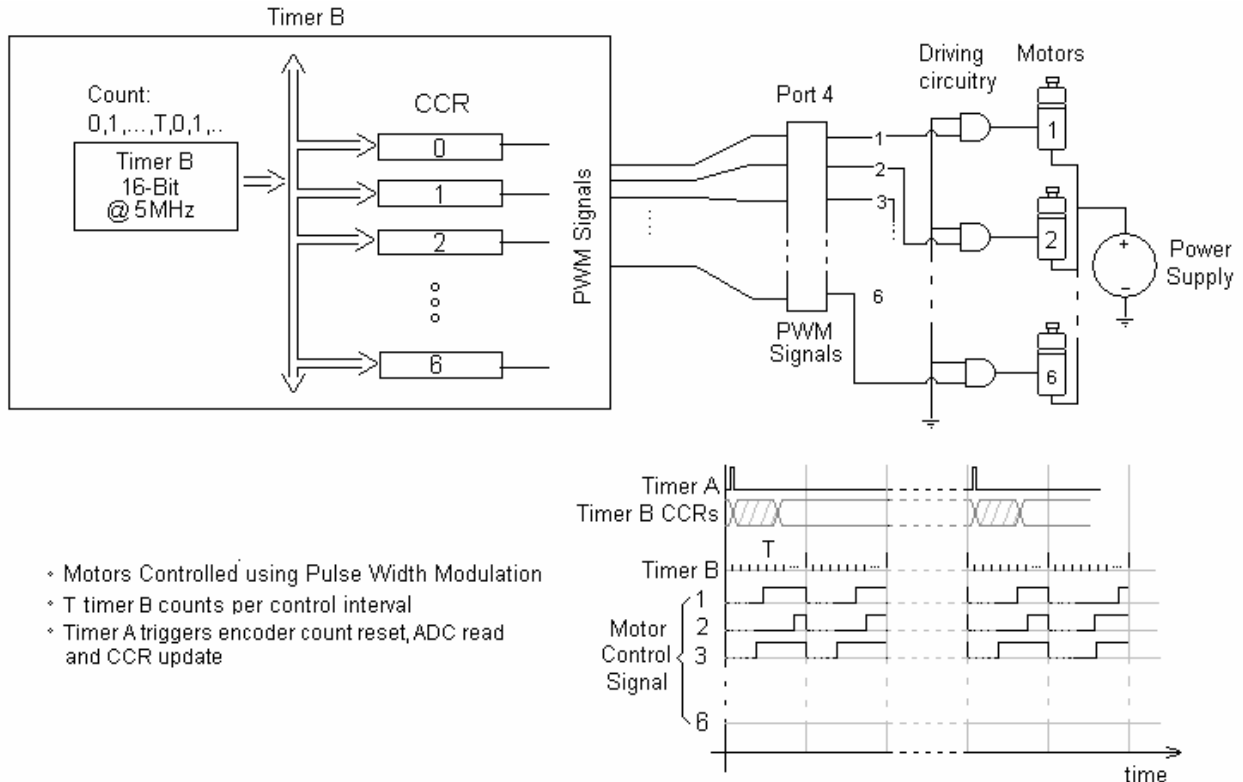 Timer B
Count:
0,1,...,T,0,1,..
Timer B
16-Bit
@ 5MHz
CCR
0
1
2
6
PWM Signals
Port 4
PWM
Signals
1
2
3
6
Driving
circuitry
Motors
1
2
6
+
−
Power
Supply
◦ Motors Controlled using Pulse Width Modulation
◦ T timer B counts per control interval
◦ Timer A triggers encoder count reset, ADC read
and CCR update
Timer A
Timer B CCRs
T
Timer B
Motor
Control
Signal
1
2
3
6
time